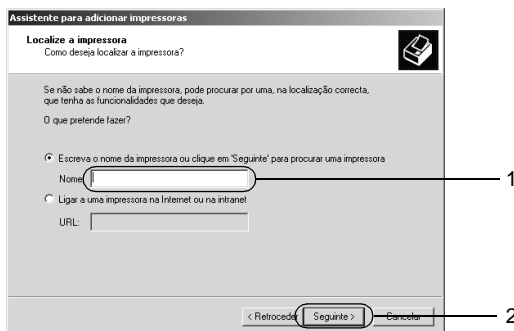 Assistente para adicionar impressoras
Localize a impressora
Como deseja localizar a impressora?
Se não sabe o nome da impressora, pode procurar por uma, na localização correcta,
que tenha as funcionalidades que deseja.
O que pretende fazer?
Escreva o nome da impressora ou clique em 'Seguinte' para procurar uma impressora
Nome:
1
Ligar a uma impressora na Internet ou na intranet
URL:
< Retroceder
Seguinte >
Cancelar
2